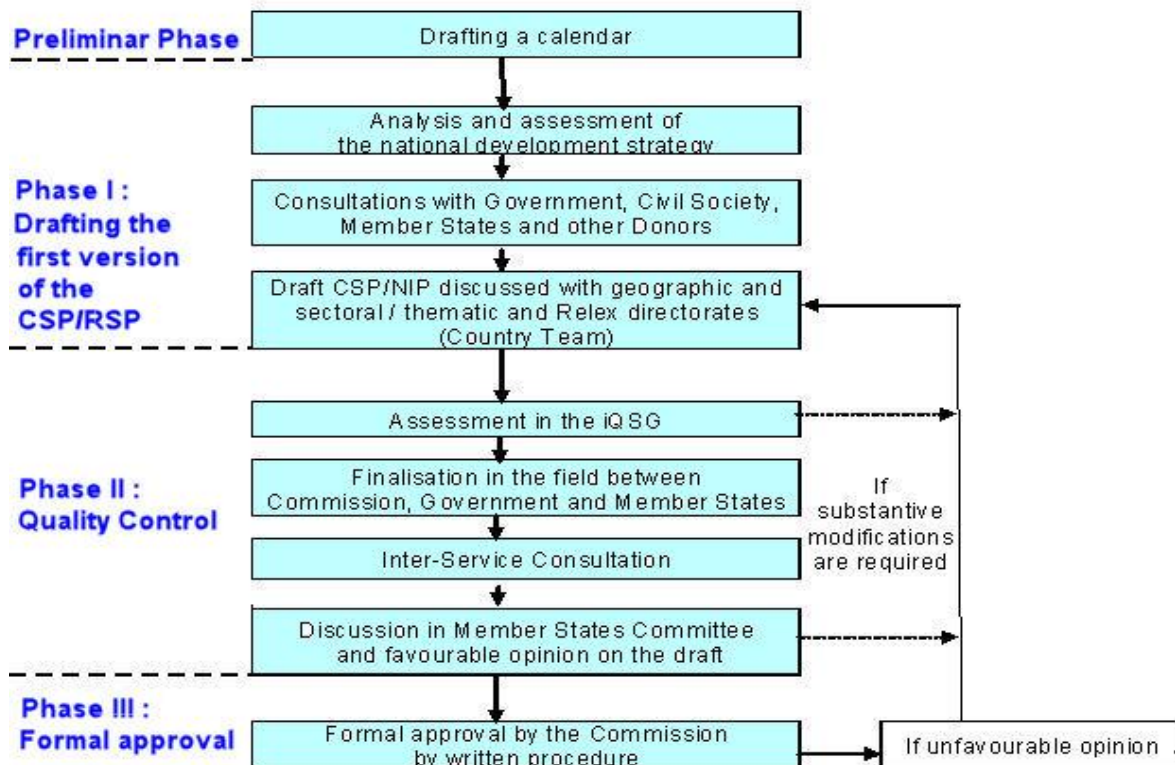 Preliminar Phase
Drafting a calendar
Analysis and assessment of
the national development strategy
Phase I :
Drafting the
first version
of the
CSP/RSP
Consultations with Government, Civil Society,
Member States and other Donors
Draft CSP/NIP discussed with geographic and
sectoral / thematic and Relex directorates
(Country Team)
Phase II :
Quality Control
Assessment in the iQSG
Finalisation in the field between
Commission, Government and Member States
Inter-Service Consultation
Discussion in Member States Committee
and favourable opinion on the draft
If
substantive
modifications
are required
Phase III :
Formal approval
Formal approval by the Commission
by written procedure
If unfavourable opinion .